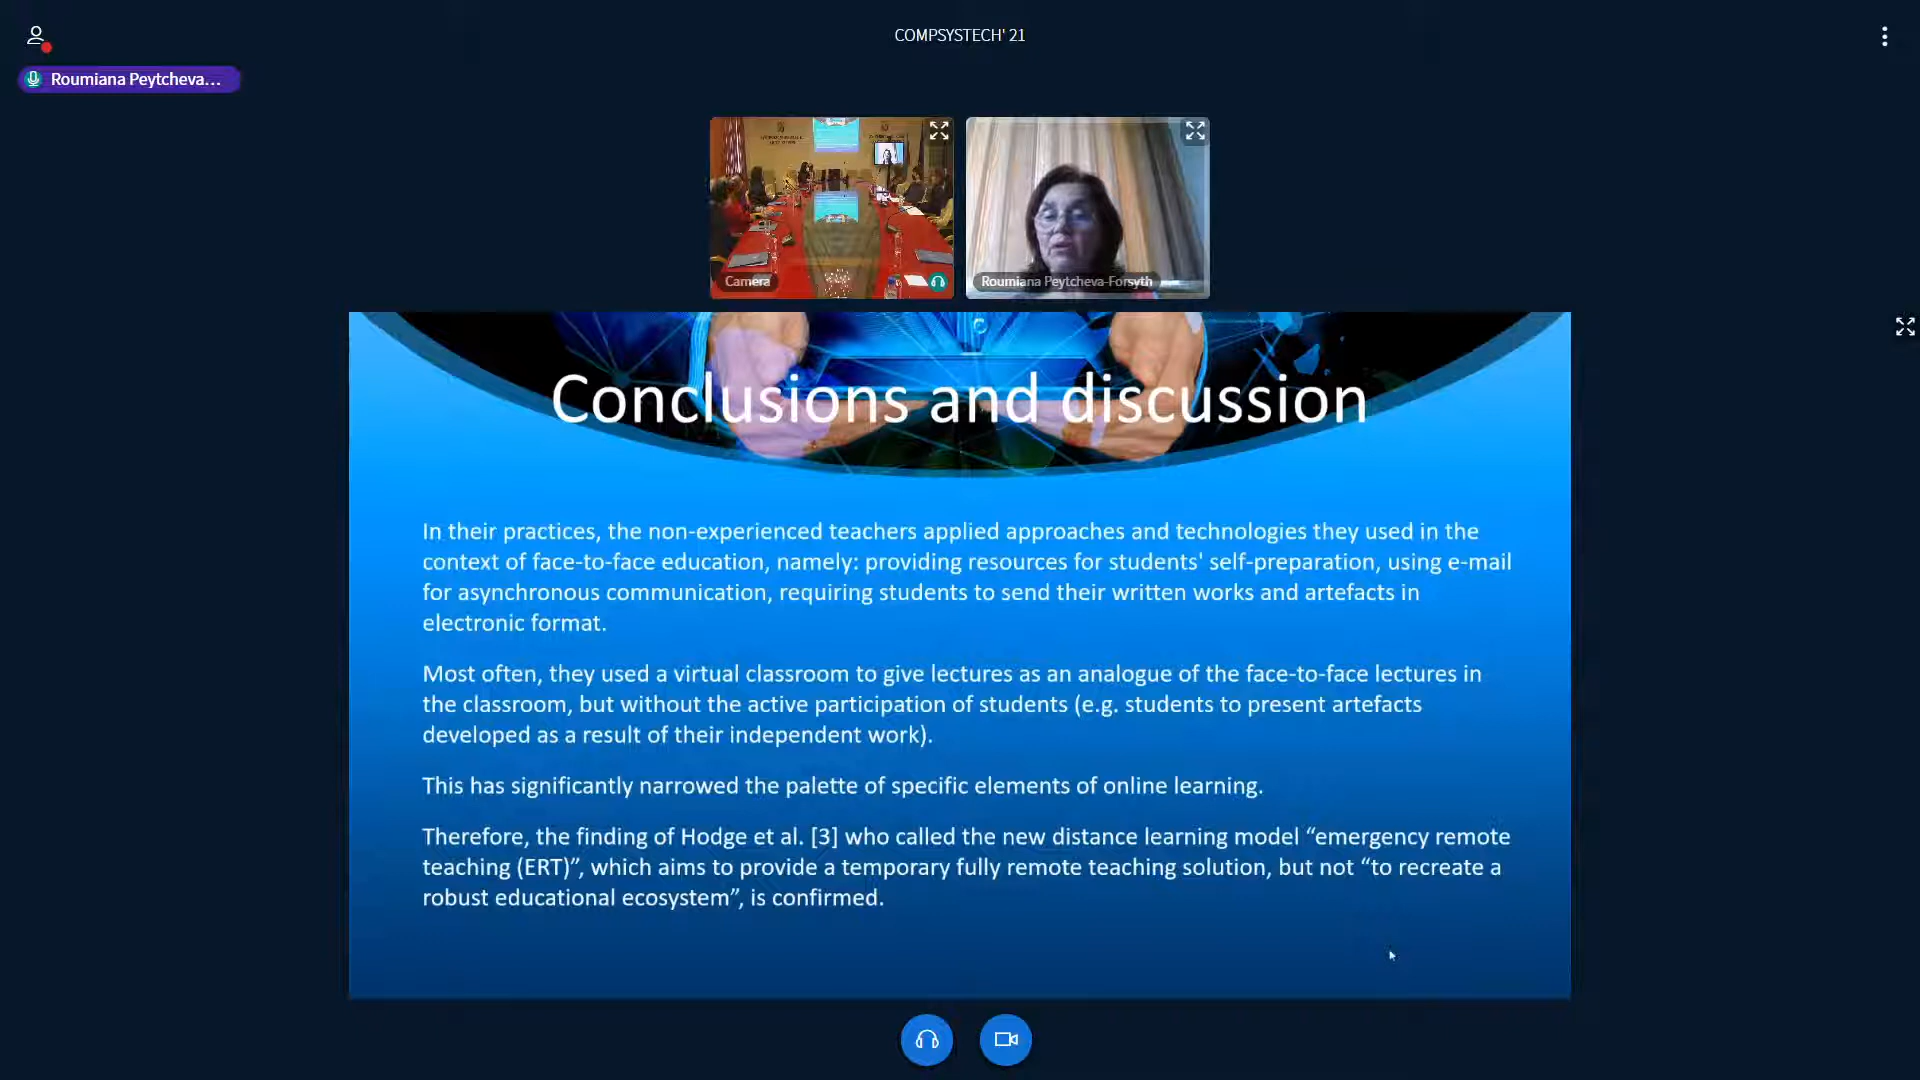 COMPSYSTECH' 21
Roumiana Peytcheva...
Camera
Roumiana Peytcheva-Forsyth
Conclusions and discussion
In their practices, the non-experienced teachers applied approaches and technologies they used in the
context of face-to-face education, namely: providing resources for students' self-preparation, using e-mail
for asynchronous communication, requiring students to send their written works and artefacts in
electronic format.
Most often, they used a virtual classroom to give lectures as an analogue of the face-to-face lectures in
the classroom, but without the active participation of students (e.g. students to present artefacts
developed as a result of their independent work).
This has significantly narrowed the palette of specific elements of online learning.
Therefore, the finding of Hodge et al. [3] who called the new distance learning model “emergency remote
teaching (ERT)”, which aims to provide a temporary fully remote teaching solution, but not “to recreate a
robust educational ecosystem”, is confirmed.